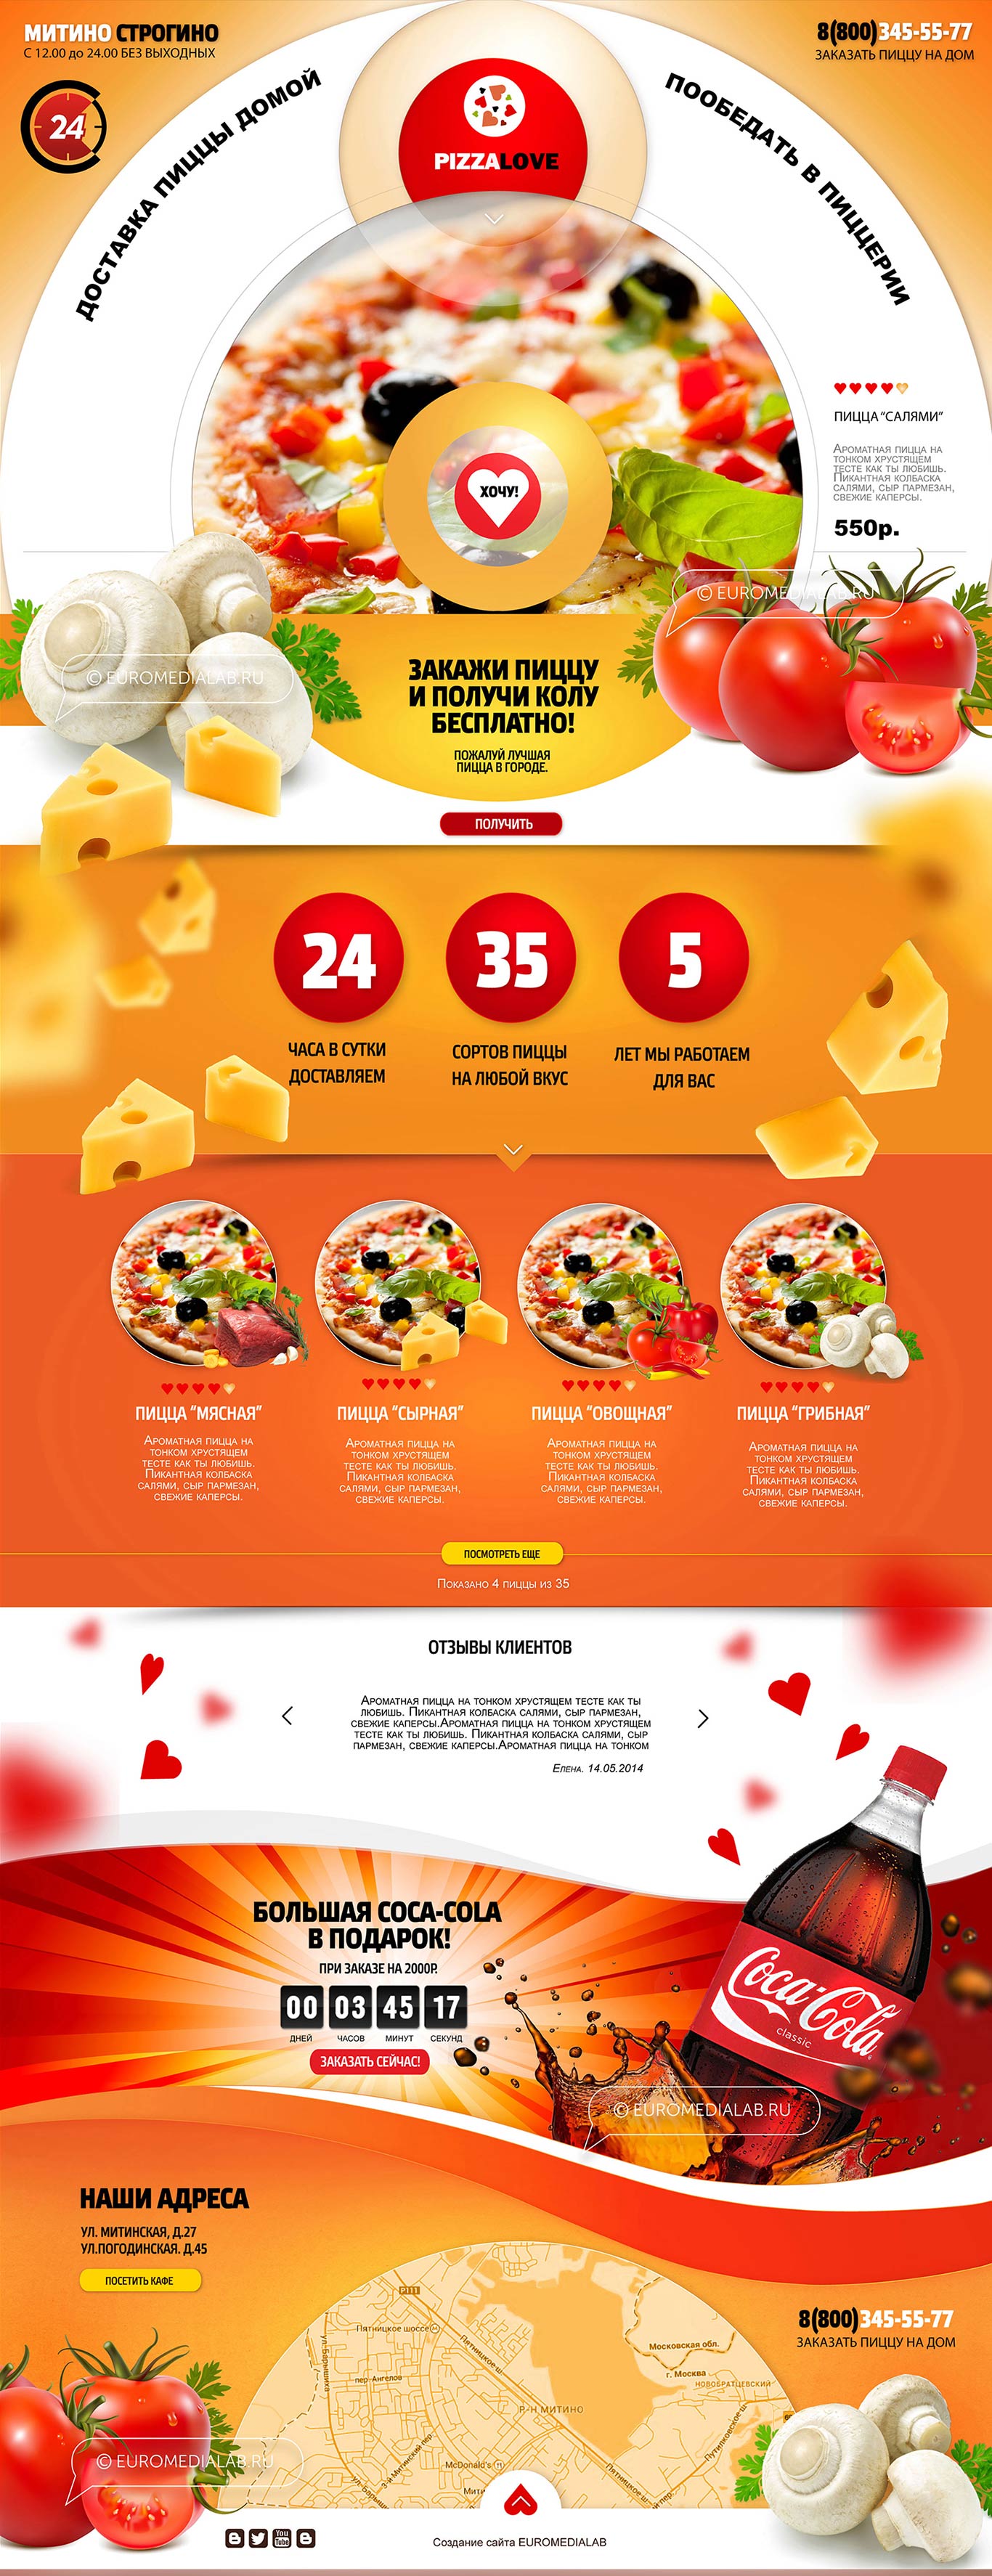 МИТИНО СТРОГИНО
С 12.00 до 24.00 БЕЗ ВЫХОДНЫХ
8(800)345-55-77
ЗАКАЗАТЬ ПИЦЦУ НА ДОМ
24
ДОСТАВКА ПИЦЦЫ ДОМОЙ
PIZZALOVE
ПООБЕДАТЬ В ПИЦЦЕРИИ
ПИЦЦА "САЛЯМИ"
Ароматная пицца на
тонком хрустящем
тесте как ты любишь.
Пикантная колбаска
салями, сыр пармезан,
свежие каперсы.
550р.
ХОЧУ!
© EUROMEDIALAB.RU
© EUROMEDIALAB.RU
ЗАКАЖИ ПИЦЦУ
И ПОЛУЧИ КОЛУ
БЕСПЛАТНО!
ПОЖАЛУЙ ЛУЧШАЯ
ПИЦЦА В ГОРОДЕ.
ПОЛУЧИТЬ
24
ЧАСА В СУТКИ
ДОСТАВЛЯЕМ
35
СОРТОВ ПИЦЦЫ
НА ЛЮБОЙ ВКУС
5
ЛЕТ МЫ РАБОТАЕМ
ДЛЯ ВАС
ПИЦЦА "МЯСНАЯ"
Ароматная пицца на
тонком хрустящем
тесте как ты любишь.
Пикантная колбаска
салями, сыр пармезан,
свежие каперсы.
ПИЦЦА "СЫРНАЯ"
Ароматная пицца на
тонком хрустящем
тесте как ты любишь.
Пикантная колбаска
салями, сыр пармезан,
свежие каперсы.
ПИЦЦА "ОВОЩНАЯ"
Ароматная пицца на
тонком хрустящем
тесте как ты любишь.
Пикантная колбаска
салями, сыр пармезан,
свежие каперсы.
ПИЦЦА "ГРИБНАЯ"
Ароматная пицца на
тонком хрустящем
тесте как ты любишь.
Пикантная колбаска
салями, сыр пармезан,
свежие каперсы.
ПОСМОТРЕТЬ ЕЩЕ
Показано 4 пиццы из 35
ОТЗЫВЫ КЛИЕНТОВ
Ароматная пицца на тонком хрустящем тесте как ты
любишь. Пикантная колбаска салями, сыр пармезан,
свежие каперсы.Ароматная пицца на тонком хрустящем
тесте как ты любишь. Пикантная колбаска салями, сыр
пармезан, свежие каперсы.Ароматная пицца на тонком
Елена. 14.05.2014
БОЛЬШАЯ COCA-COLA
В ПОДАРОК!
ПРИ ЗАКАЗЕ НА 2000Р.
00 03 45 17
ДНЕЙ ЧАСОВ МИНУТ СЕКУНД
ЗАКАЗАТЬ СЕЙЧАС!
Coca-Cola
classic
© EUROMEDIALAB.RU
НАШИ АДРЕСА
УЛ. МИТИНСКАЯ, Д.27
УЛ.ПОГОДИНСКАЯ. Д.45
ПОСЕТИТЬ КАФЕ
8(800)345-55-77
ЗАКАЗАТЬ ПИЦЦУ НА ДОМ
Р111
Пятницкое шоссе
ул. Барышиха
Пятницкое ш.
пер. Ангелов
Московская обл.
г. Москва
НОВОБРАТЦЕВСКИЙ
Р-Н МИТИНО
Путилковское ш.
3-й Митинский пер.
McDonald's
ул. Барыш
Мити
Пятницкое ш.
© EUROMEDIALAB.RU
You Tube
Создание сайта EUROMEDIALAB